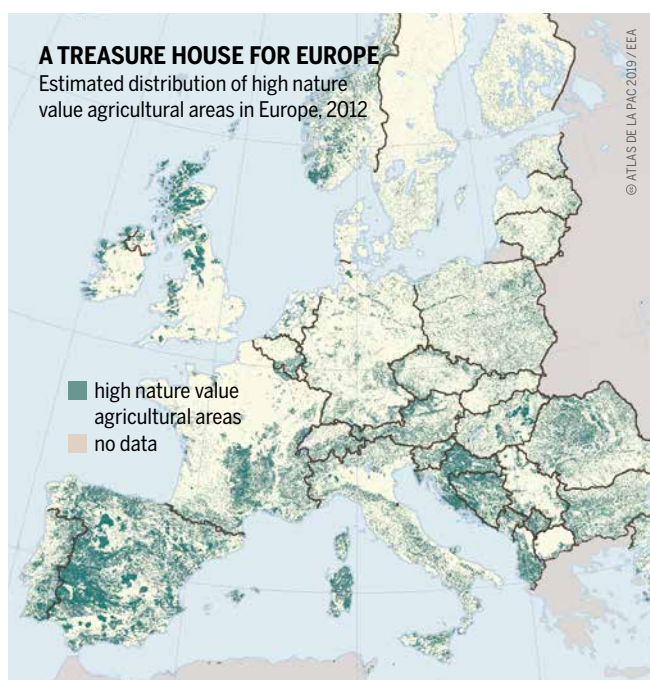 A TREASURE HOUSE FOR EUROPE
Estimated distribution of high nature
value agricultural areas in Europe, 2012
© ATLAS DE LA PAC 2019 / EEA
high nature value
agricultural areas
no data